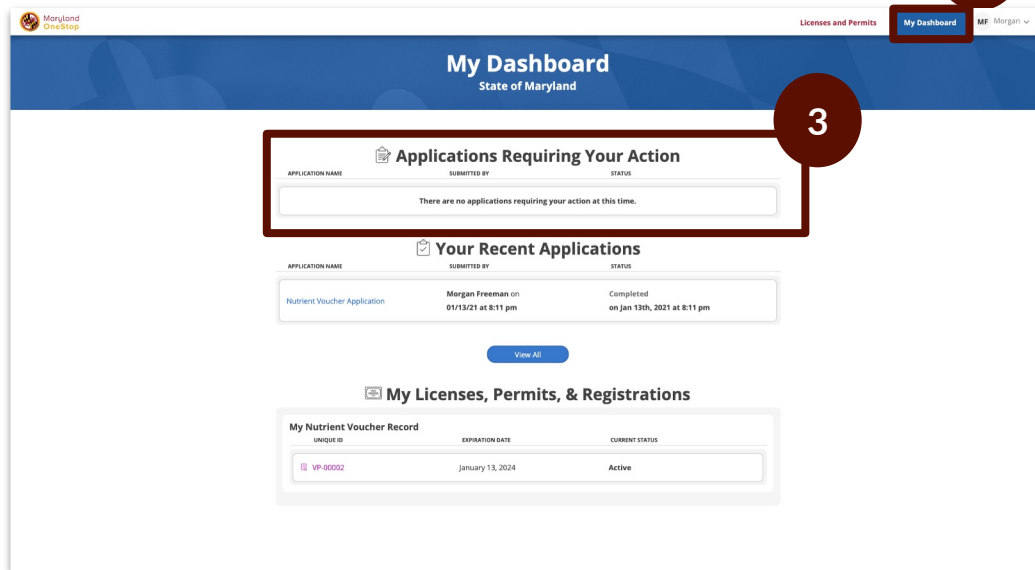 Maryland
OneStop
Licenses and Permits
My Dashboard
MF Morgan
My Dashboard
State of Maryland
3
Applications Requiring Your Action
APPLICATION NAME SUBMITTED BY STATUS
There are no applications requiring your action at this time.
Your Recent Applications
APPLICATION NAME SUBMITTED BY STATUS
Nutrient Voucher Application Morgan Freeman on Completed
01/13/21 at 8:11 pm on Jan 13th, 2021 at 8:11 pm
View All
My Licenses, Permits, & Registrations
My Nutrient Voucher Record
UNIQUE ID EXPIRATION DATE CURRENT STATUS
VP-00002 January 13, 2024 Active